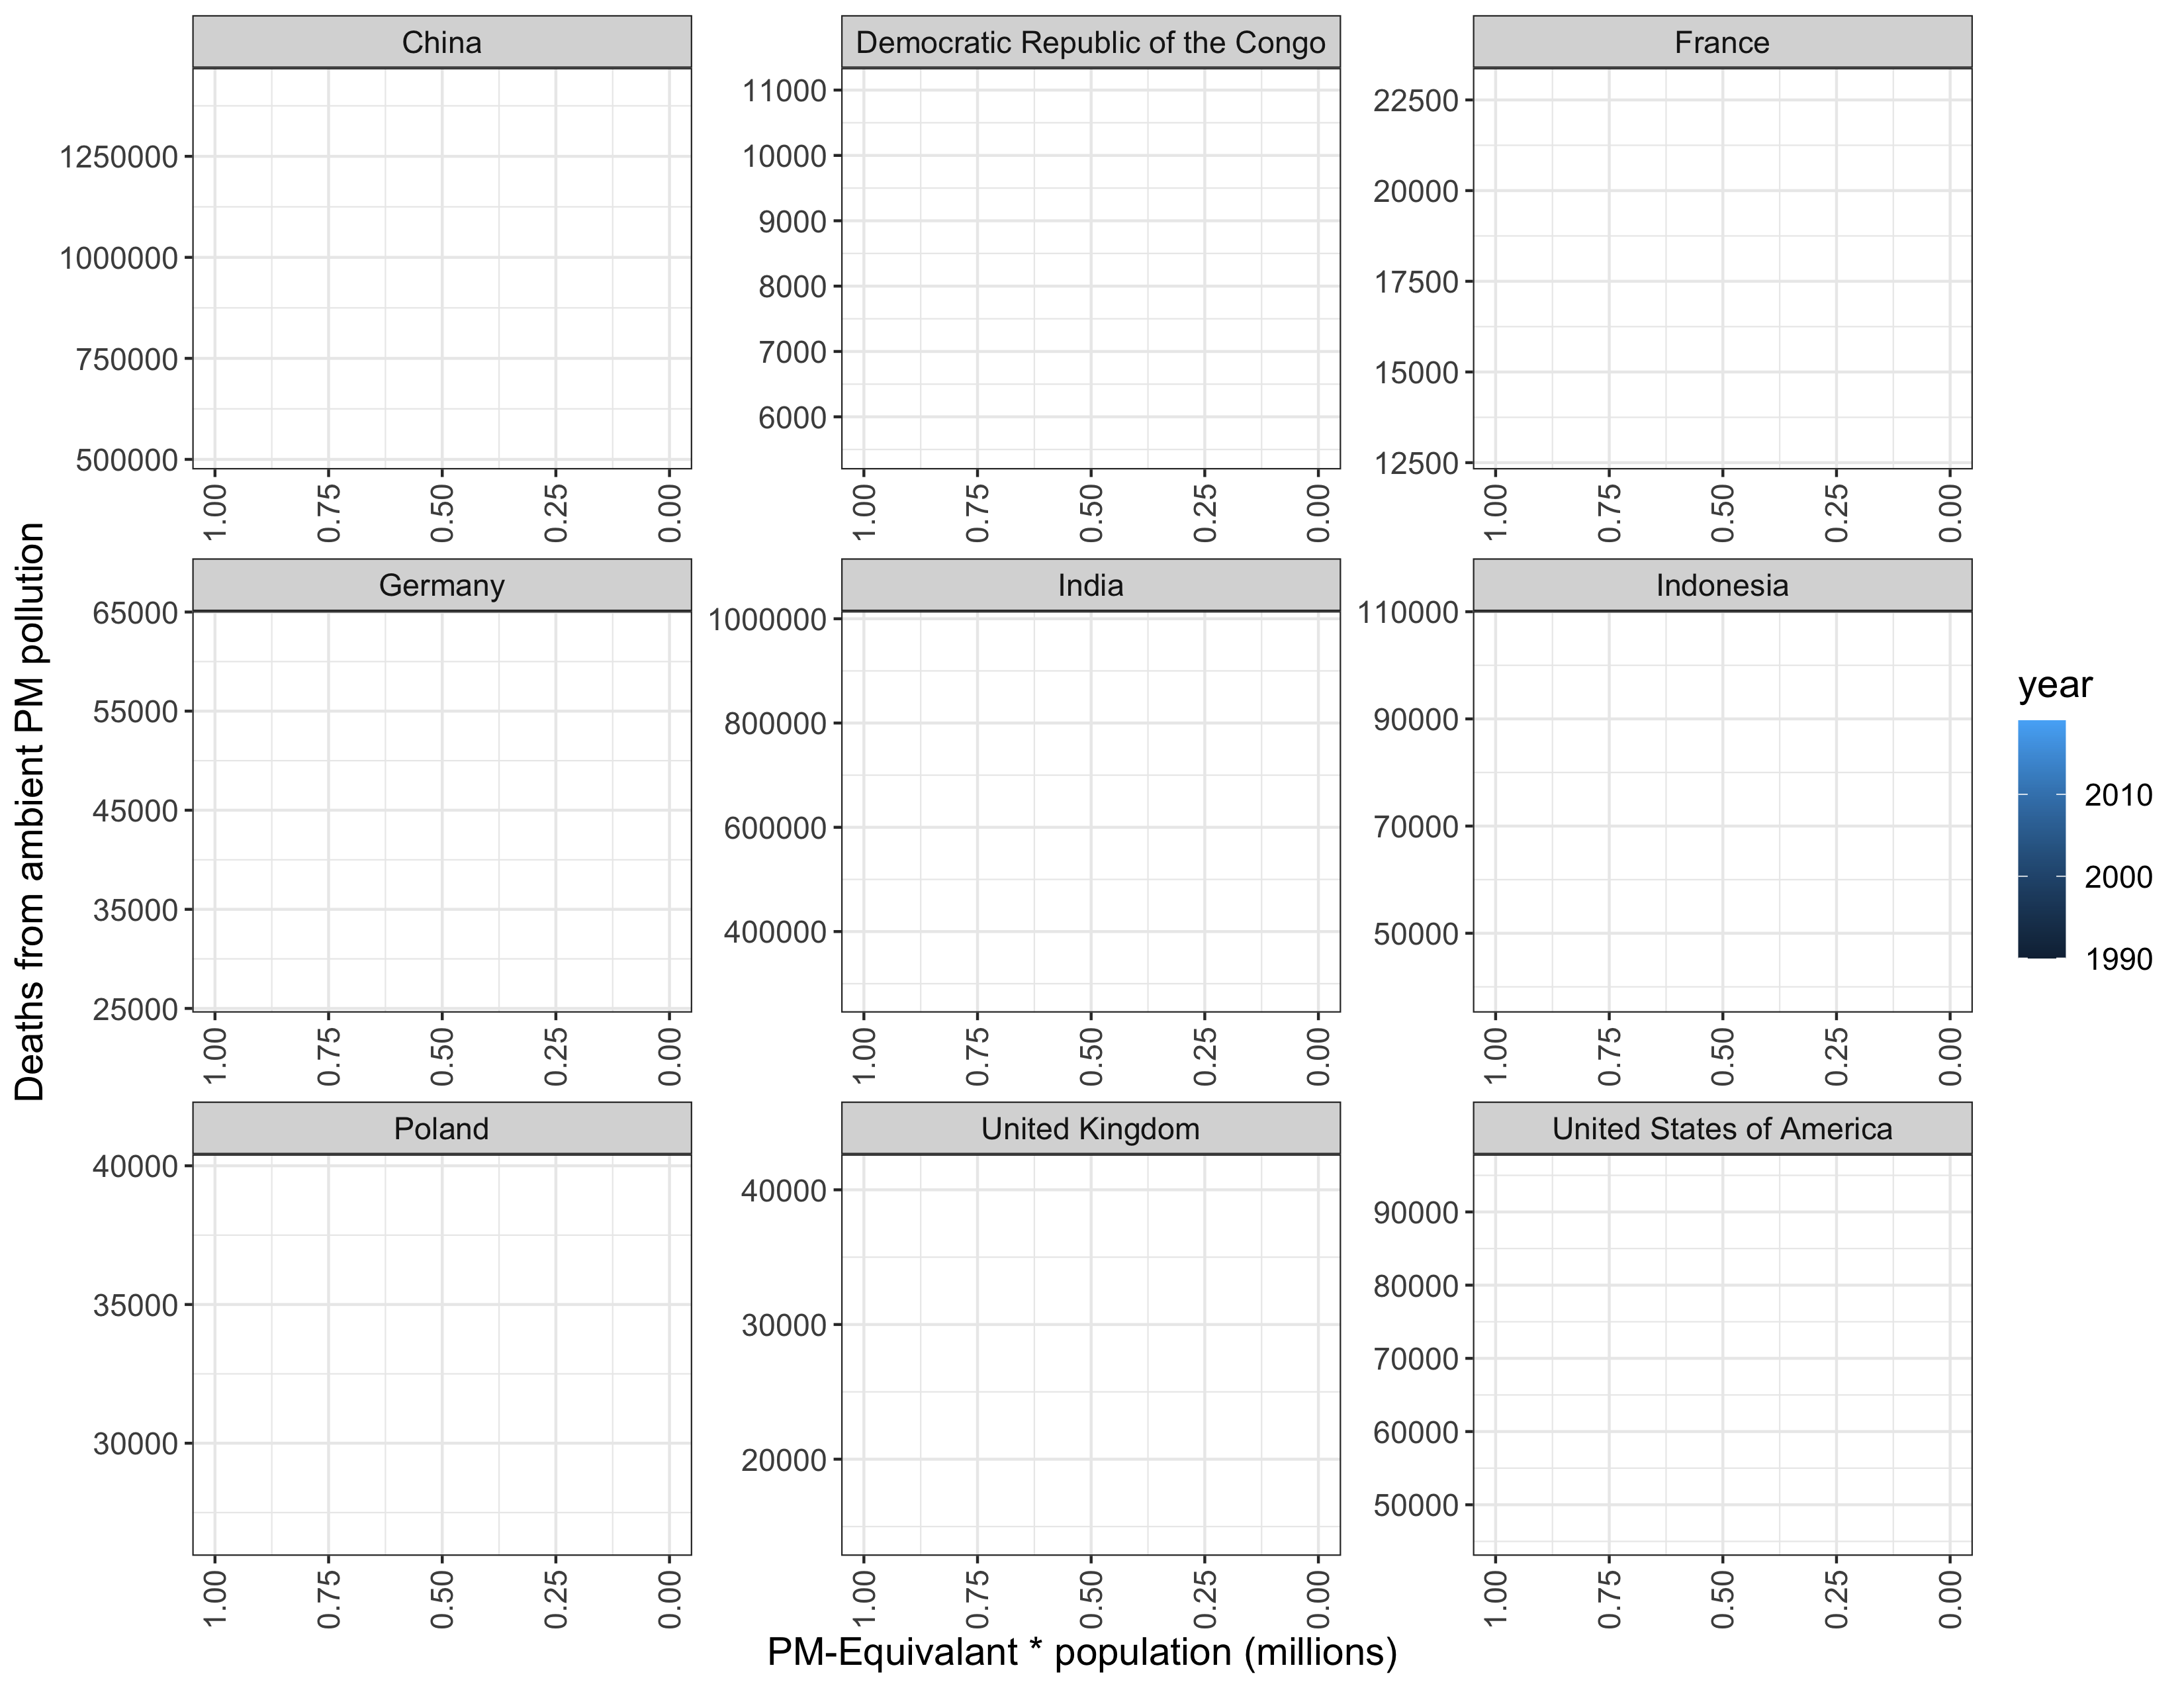 China
Democratic Republic of the Congo
France
1250000
1000000
750000
500000
11000
10000
9000
8000
7000
6000
22500
20000
17500
15000
12500
1.00 0.75 0.50 0.25 0.00
1.00 0.75 0.50 0.25 0.00
1.00 0.75 0.50 0.25 0.00
Deaths from ambient PM pollution
Germany
India
Indonesia
65000
55000
45000
35000
25000
1000000
800000
600000
400000
110000
90000
70000
50000
1.00 0.75 0.50 0.25 0.00
1.00 0.75 0.50 0.25 0.00
1.00 0.75 0.50 0.25 0.00
year
2010
2000
1990
Poland
United Kingdom
United States of America
40000
35000
30000
40000
30000
20000
90000
80000
70000
60000
50000
1.00 0.75 0.50 0.25 0.00
1.00 0.75 0.50 0.25 0.00
1.00 0.75 0.50 0.25 0.00
PM-Equivalant * population (millions)